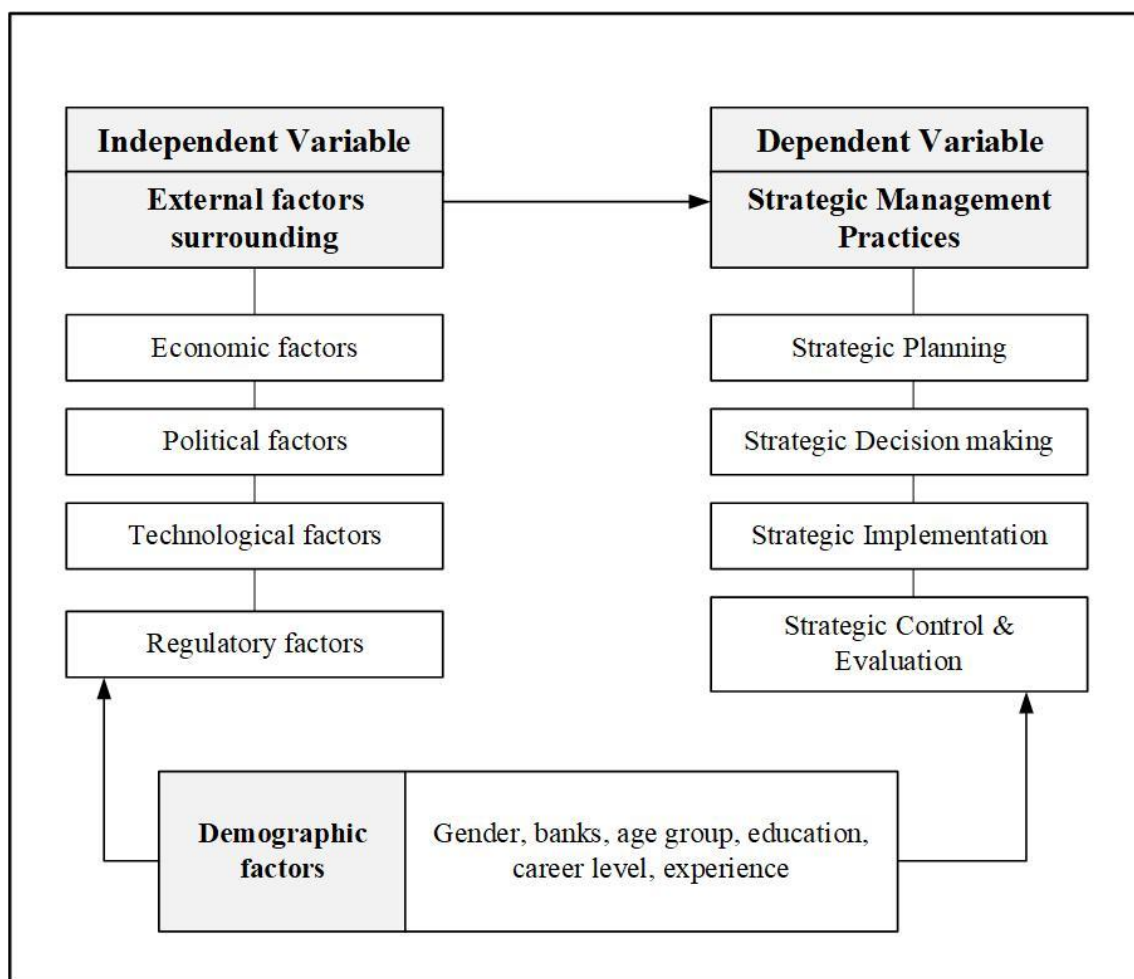 Independent Variable
External factors
surrounding
Economic factors
Political factors
Technological factors
Regulatory factors
Dependent Variable
Strategic Management
Practices
Strategic Planning
Strategic Decision making
Strategic Implementation
Strategic Control &
Evaluation
Demographic
factors
Gender, banks, age group, education,
career level, experience